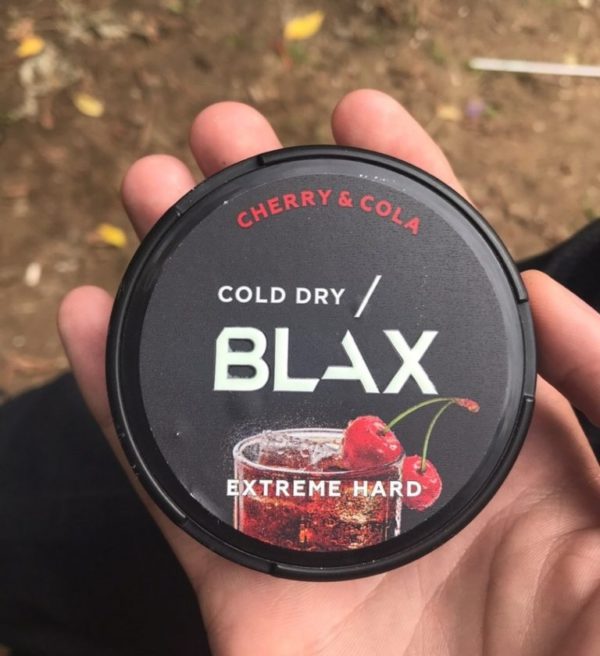 CHERRY & COLA
COLD DRY /
BLAX
EXTREME HARD